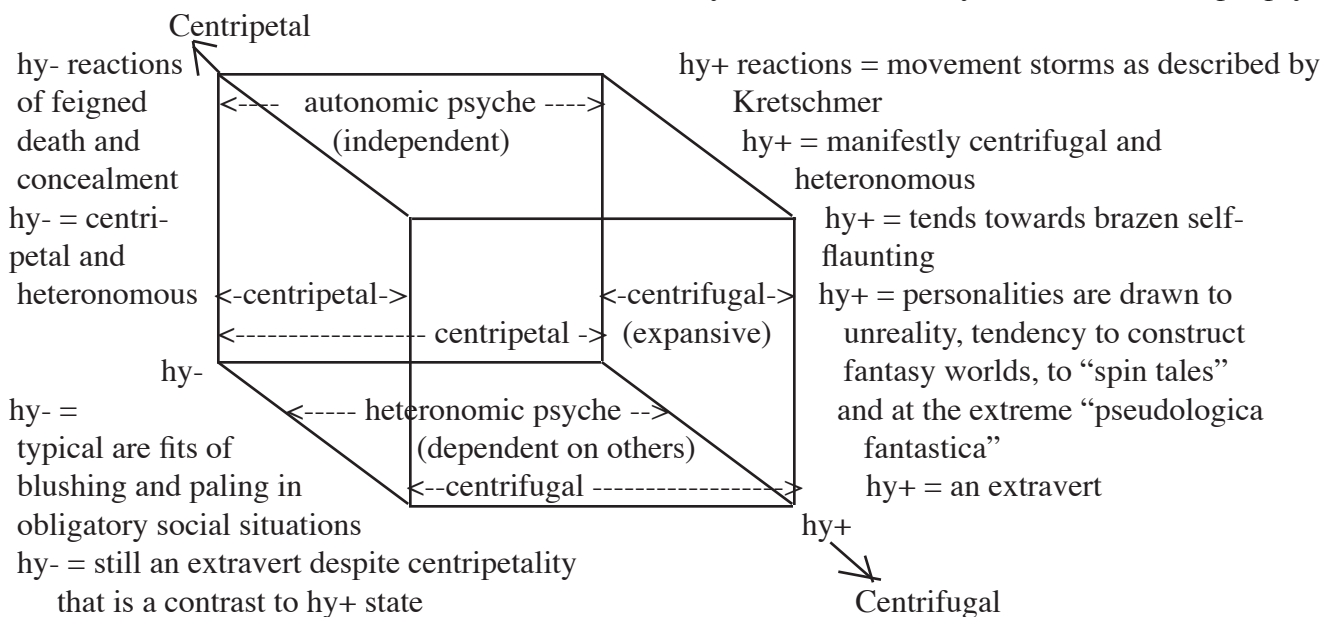 Centripetal
hy- reactions
of feigned
death and
concealment
hy- = centri-
petal and
heteronomous
<---- autonomic psyche ---->
(independent)
<-centripetal->
<-centrifugal->
<----------------- centripetal ->
(expansive)
hy-
<----- heteronomic psyche -->
(dependent on others)
<--centrifugal ----------------->
hy- =
typical are fits of
blushing and paling in
obligatory social situations
hy- = still an extravert despite centripetality
that is a contrast to hy+ state
hy+ reactions = movement storms as described by
Kretschmer
hy+ = manifestly centrifugal and
heteronomous
hy+ = tends towards brazen self-
flaunting
hy+ = personalities are drawn to
unreality, tendency to construct
fantasy worlds, to “spin tales”
and at the extreme “pseudologica
fantastica”
hy+ = an extravert
hy+
Centrifugal